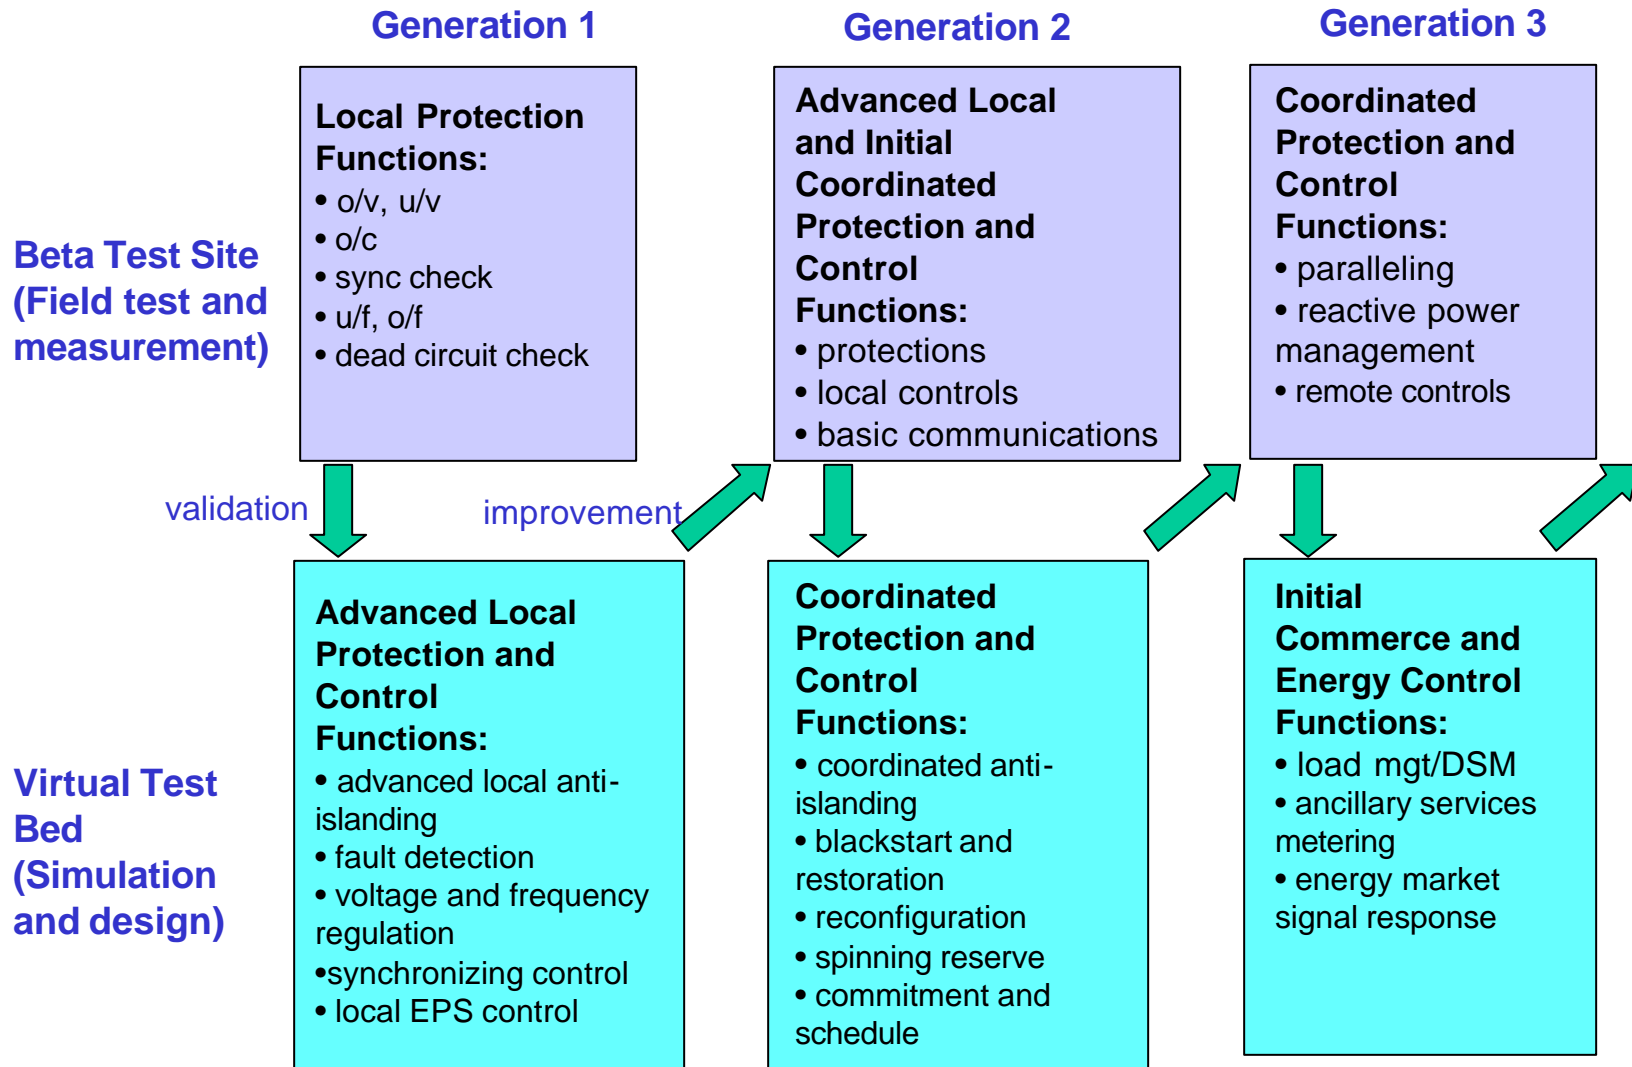 Generation 1
Generation 2
Generation 3
Beta Test Site
(Field test and
measurement)
Local Protection
Functions:
• o/v, u/v
• o/c
• sync check
• u/f, o/f
• dead circuit check
Advanced Local
and Initial
Coordinated
Protection and
Control
Functions:
• protections
• local controls
• basic communications
Coordinated
Protection and
Control
Functions:
• paralleling
• reactive power
management
• remote controls
validation
improvement
Virtual Test
Bed
(Simulation
and design)
Advanced Local
Protection and
Control
Functions:
• advanced local anti-
islanding
• fault detection
• voltage and frequency
regulation
•synchronizing control
• local EPS control
Coordinated
Protection and
Control
Functions:
• coordinated anti-
islanding
• blackstart and
restoration
• reconfiguration
• spinning reserve
• commitment and
schedule
Initial
Commerce and
Energy Control
Functions:
• load mgt/DSM
• ancillary services
metering
• energy market
signal response